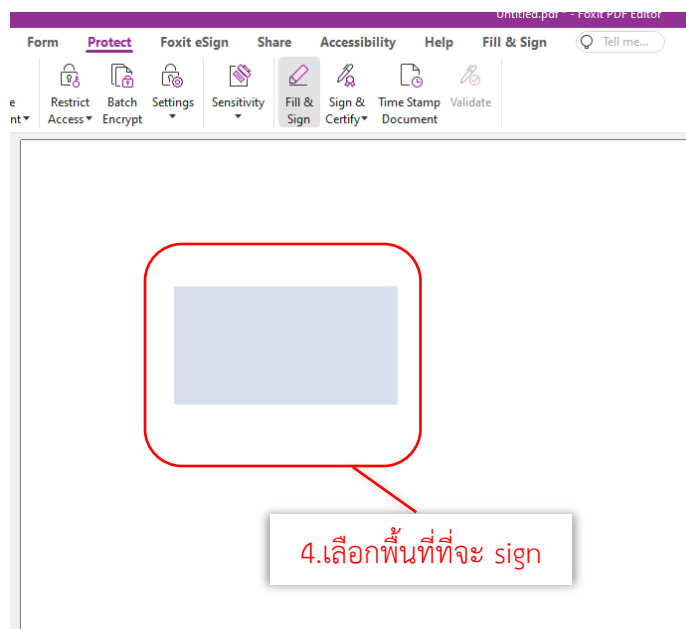 Untitled.pdf * - Foxit PDF Editor
Form Protect Foxit eSign Share Accessibility Help Fill & Sign Tell me...
e Restrict Batch Settings Sensitivity Fill & Sign & Time Stamp Validate
nt Access Encrypt Sign Certify Document
4.เลือกพื้นที่ที่จะ sign